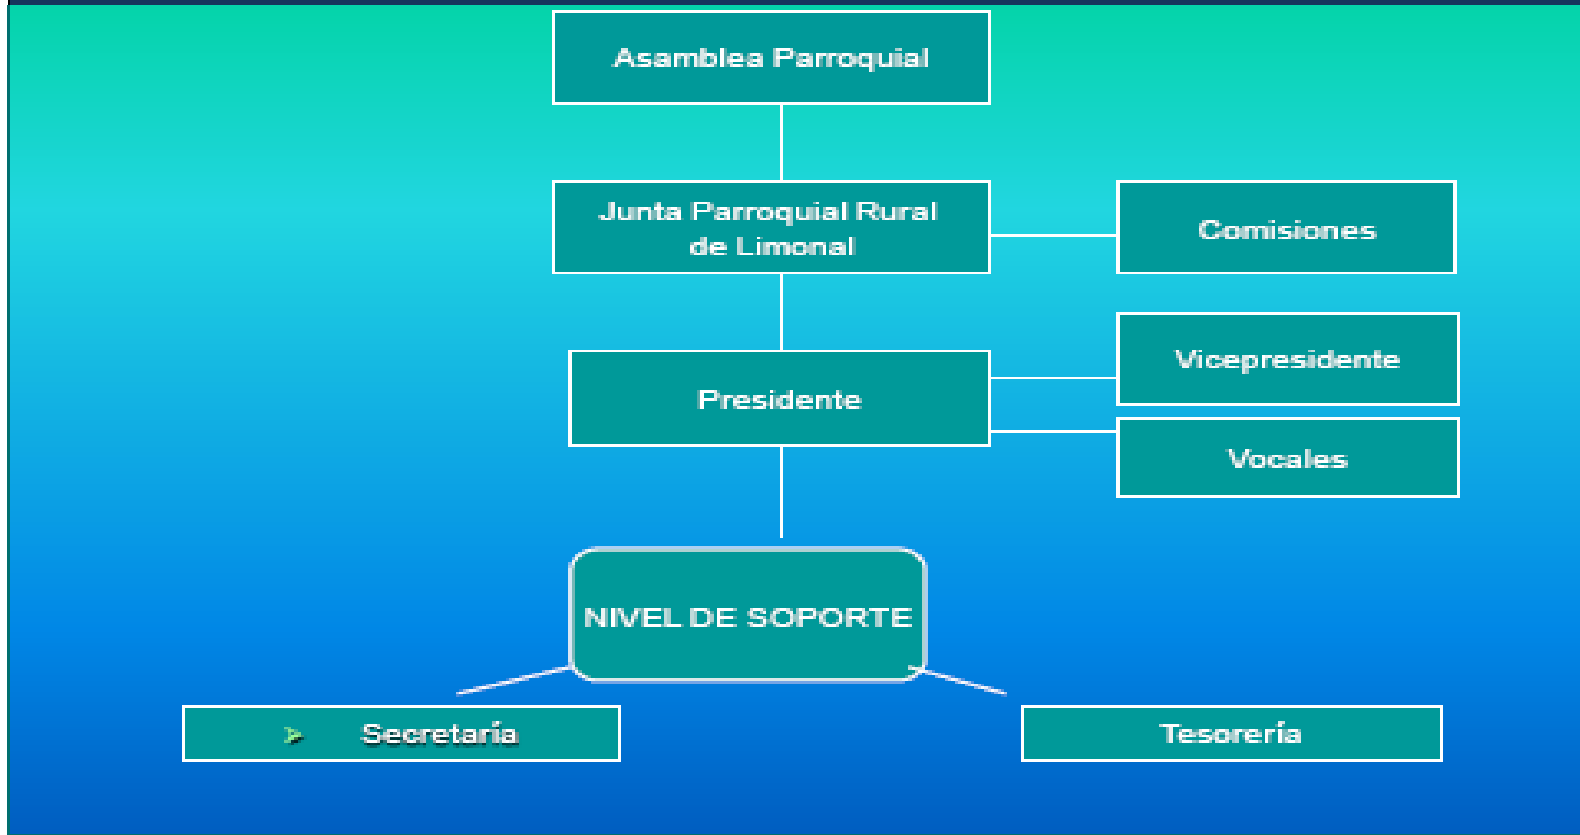 Asamblea Parroquial
Junta Parroquial Rural
de Limonal
Comisiones
Vicepresidente
Presidente
Vocales
NIVEL DE SOPORTE
➢ Secretaría
Tesorería